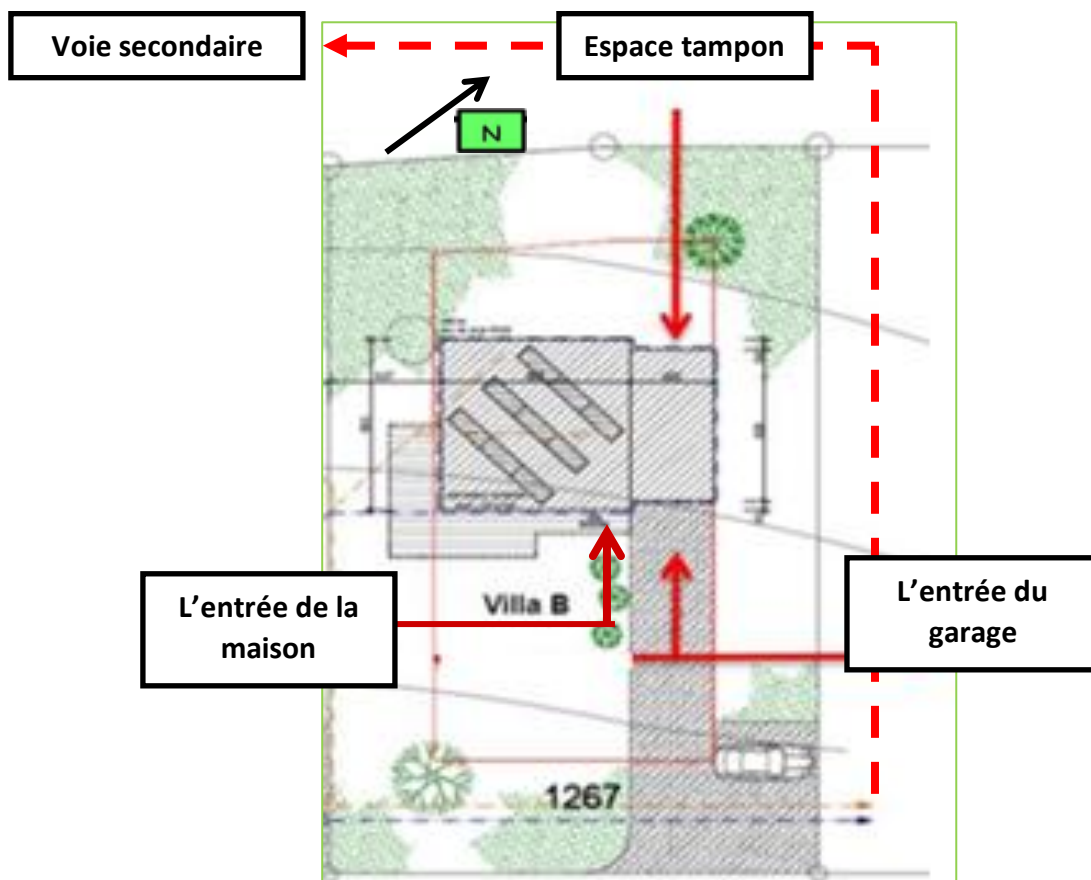 Voie secondaire
Espace tampon
N
L'entrée de la
maison
Villa B
L'entrée du
garage
1267